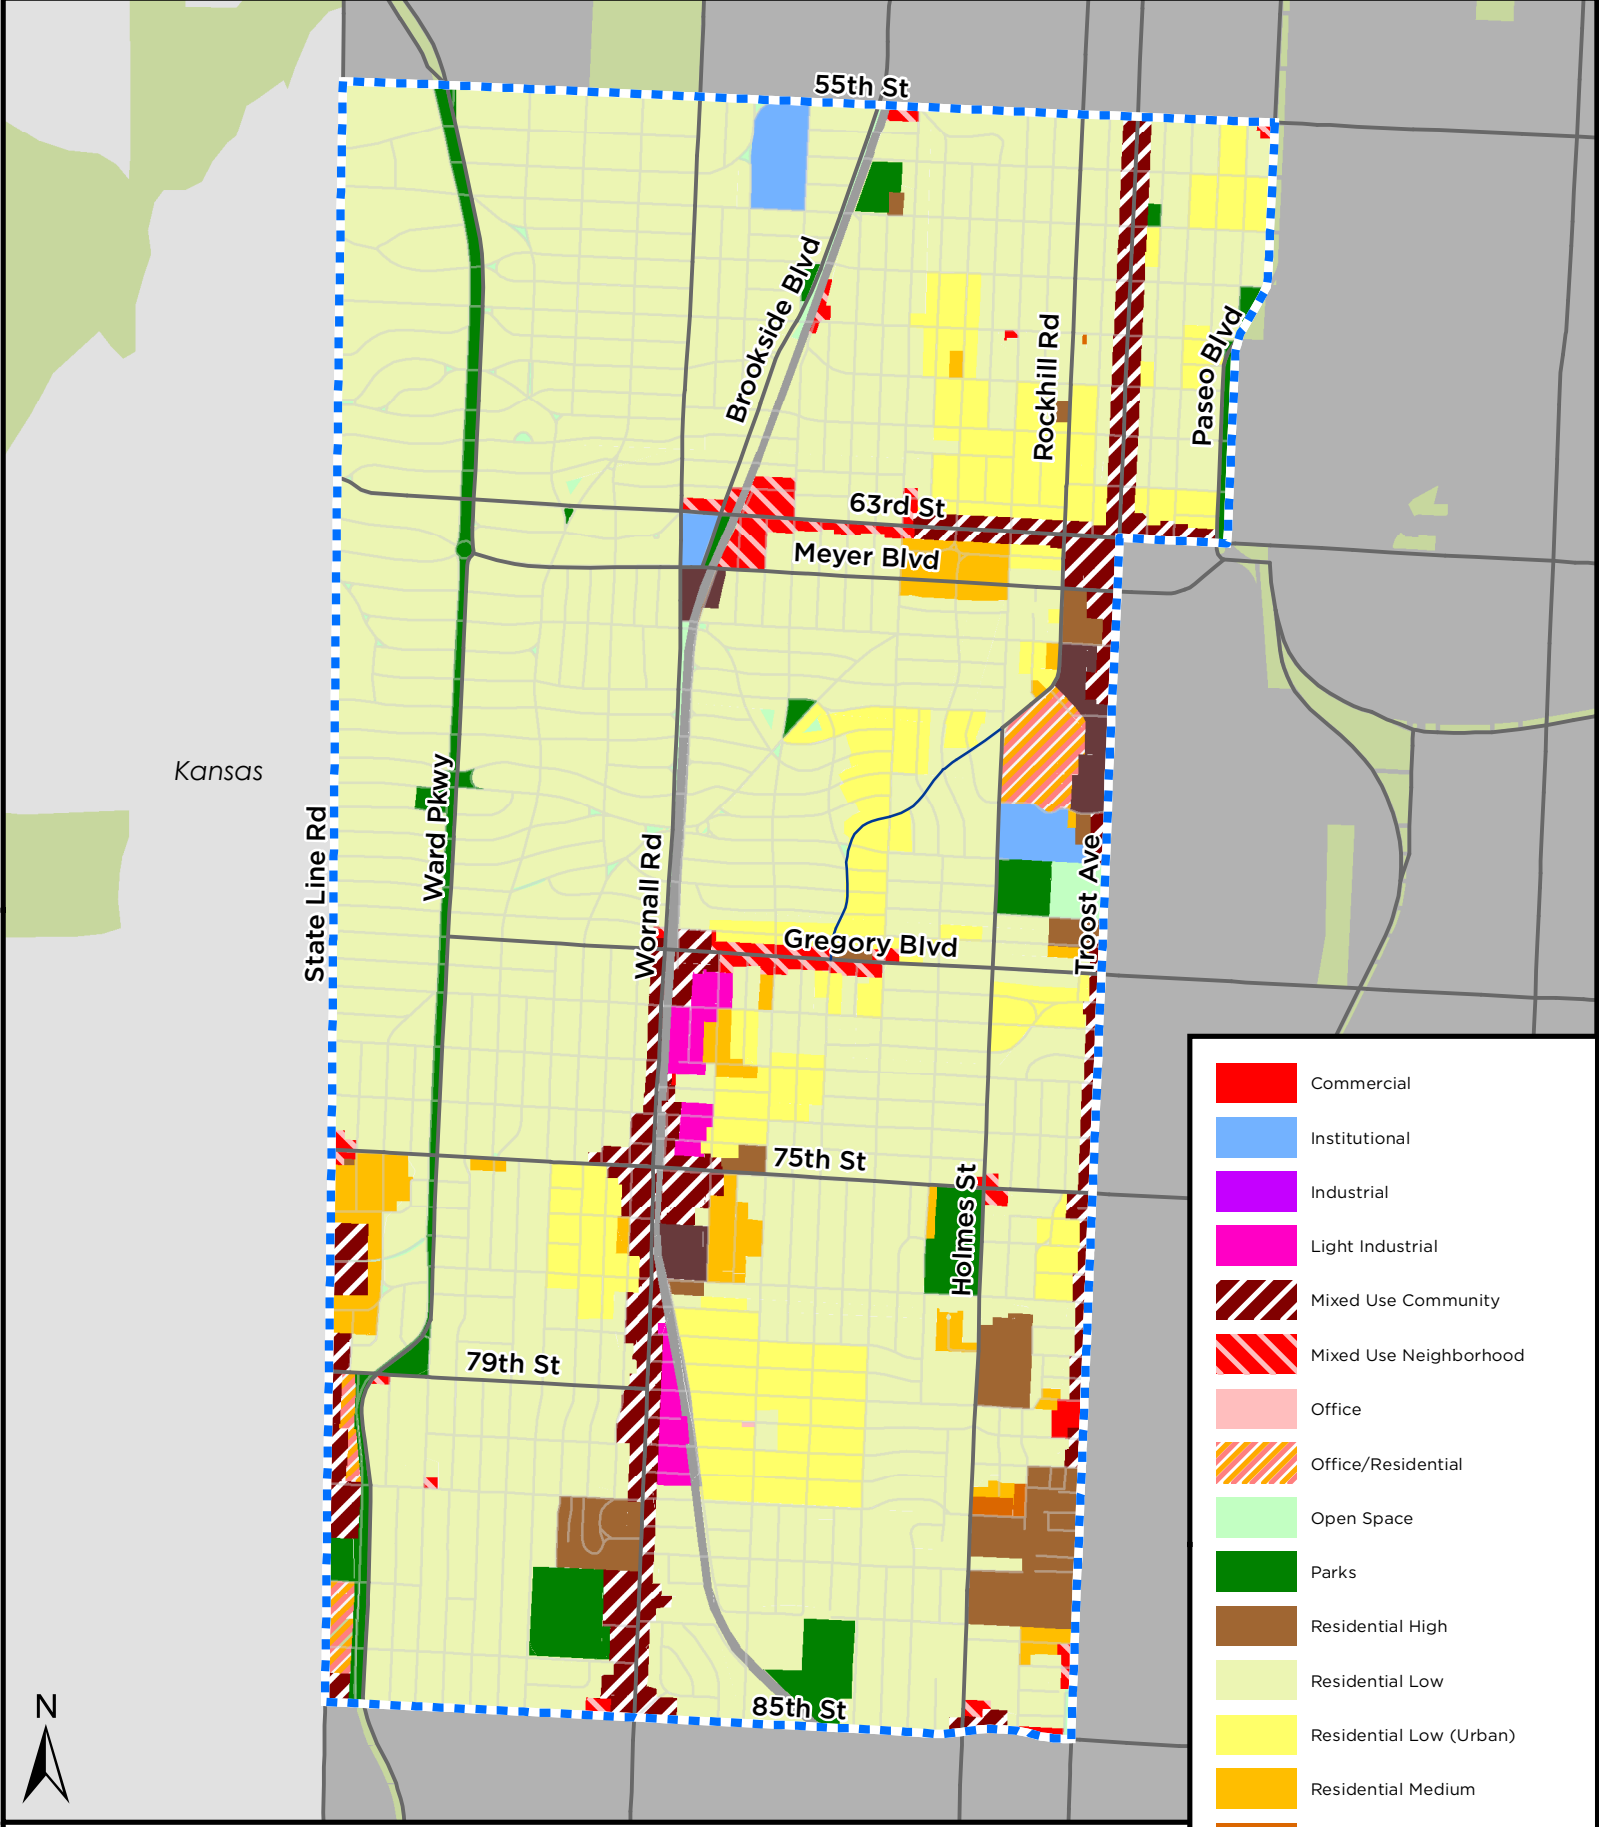 55th St
Brookside Blvd
Rockhill Rd
Paseo Blvd
63rd St
Meyer Blvd
Kansas
State Line Rd
Ward Pkwy
Wornall Rd
Troost Ave
Gregory Blvd
75th St
Holmes St
79th St
85th St
N
Commercial
Institutional
Industrial
Light Industrial
Mixed Use Community
Mixed Use Neighborhood
Office
Office/Residential
Open Space
Parks
Residential High
Residential Low
Residential Low (Urban)
Residential Medium